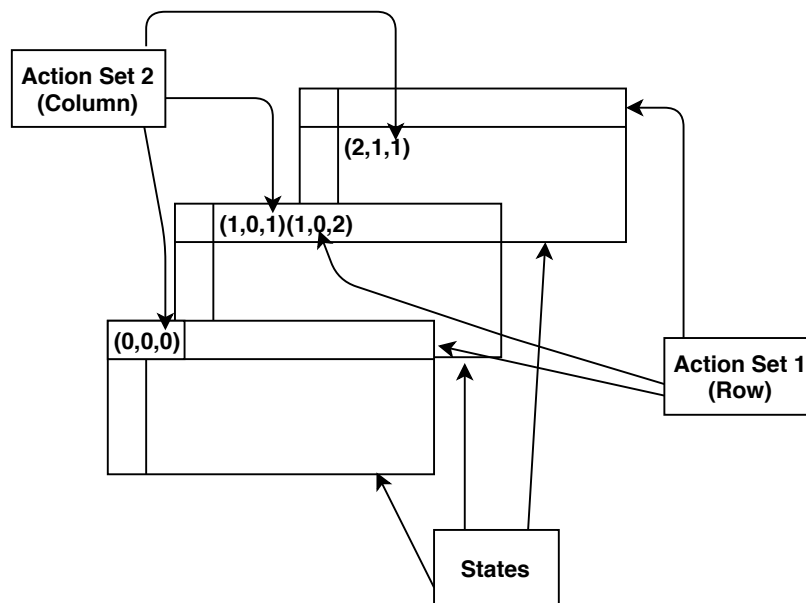 Action Set 2
(Column)
(2,1,1)
(1,0,1)(1,0,2)
(0,0,0)
Action Set 1
(Row)
States